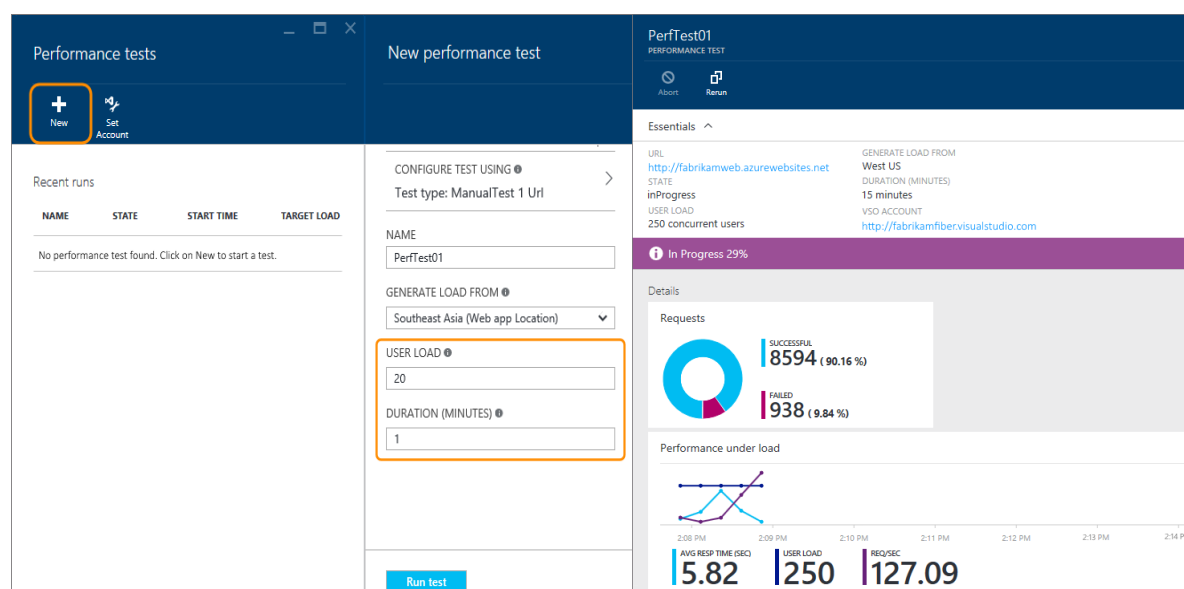 Performance tests
New
Set Account
Recent runs
NAME STATE START TIME TARGET LOAD
No performance test found. Click on New to start a test.
New performance test
CONFIGURE TEST USING
Test type: ManualTest 1 Url
NAME
PerfTest01
GENERATE LOAD FROM
Southeast Asia (Web app Location)
USER LOAD
20
DURATION (MINUTES)
1
Run test
PerfTest01
PERFORMANCE TEST
Abort Rerun
Essentials
URL
http://fabrikamweb.azurewebsites.net
STATE
inProgress
USER LOAD
250 concurrent users
GENERATE LOAD FROM
West US
DURATION (MINUTES)
15 minutes
VSO ACCOUNT
http://fabrikamfiber.visualstudio.com
In Progress 29%
Details
Requests
SUCCESSFUL
8594 ( 90.16 %)
FAILED
938 ( 9.84 %)
Performance under load
2:08 PM 2:09 PM 2:10 PM 2:11 PM 2:12 PM 2:13 PM 2:14 P
AVG RESP TIME (SEC) USER LOAD REQ/SEC
5.82 250 127.09